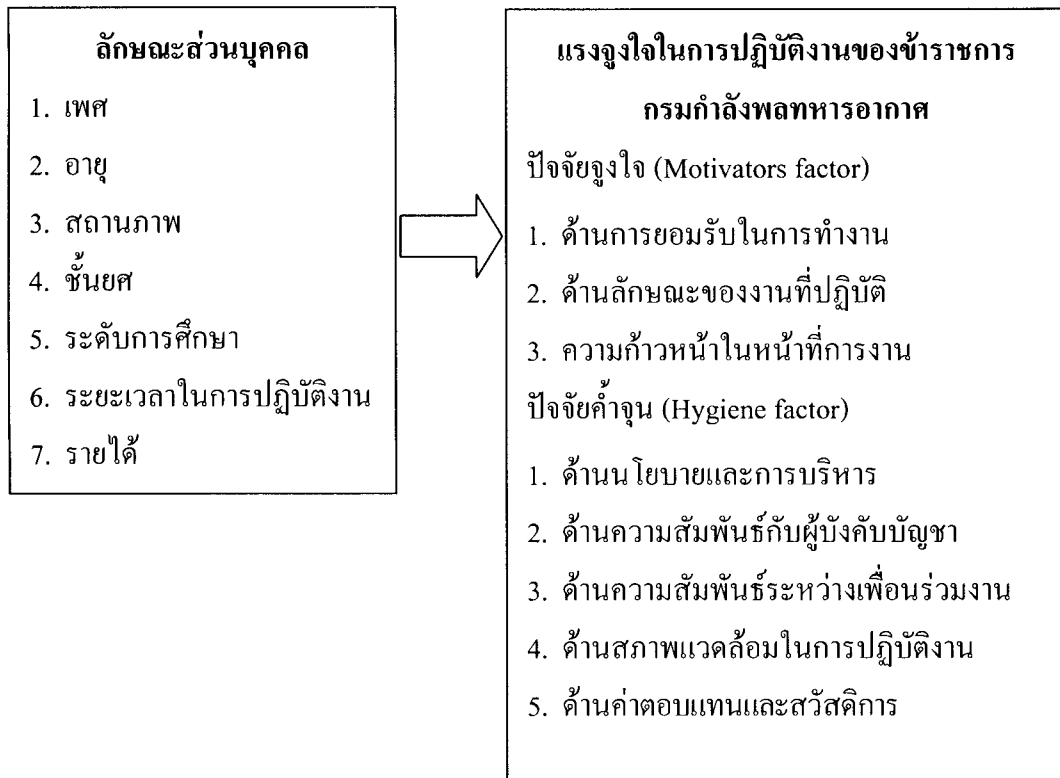 ลักษณะส่วนบุคคล
1. เพศ
2. อายุ
3. สถานภาพ
4. ชั้นยศ
5. ระดับการศึกษา
6. ระยะเวลาในการปฏิบัติงาน
7. รายได้
แรงจูงใจในการปฏิบัติงานของข้าราชการ
กรมกำลังพลทหารอากาศ
ปัจจัยจูงใจ (Motivators factor)
1. ด้านการยอมรับในการทำงาน
2. ด้านลักษณะของงานที่ปฏิบัติ
3. ความก้าวหน้าในหน้าที่การงาน
ปัจจัยค้ำจุน (Hygiene factor)
1. ด้านนโยบายและการบริหาร
2. ด้านความสัมพันธ์กับผู้บังคับบัญชา
3. ด้านความสัมพันธ์ระหว่างเพื่อนร่วมงาน
4. ด้านสภาพแวดล้อมในการปฏิบัติงาน
5. ด้านค่าตอบแทนและสวัสดิการ